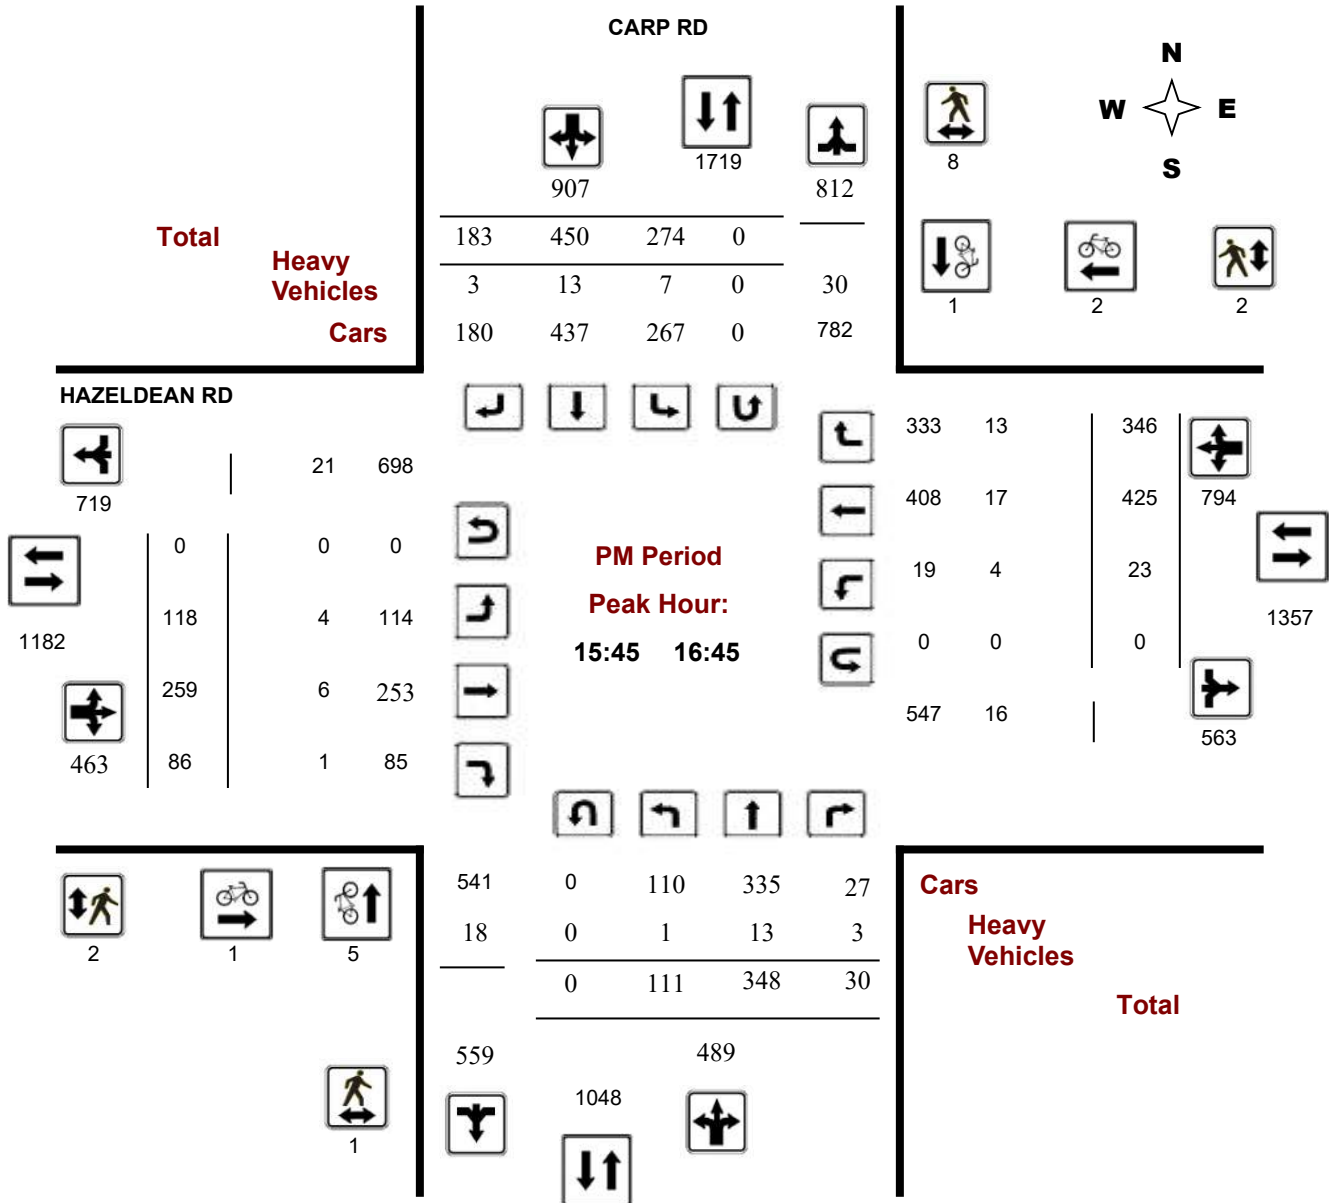 CARP RD
N
W E
S
1719
8
907
812
Total
183 450 274 0
Heavy
Vehicles
3 13 7 0 30
Cars
180 437 267 0 782
1 2 2
HAZELDEAN RD
333 13 346
21 698
719
408 17 425 794
0 0 0
PM Period
19 4 23
Peak Hour:
118 4 114
1357
1182
15:45 16:45
0 0 0
259 6 253
547 16
563
463 86 1 85
541 0 110 335 27
Cars
18 0 1 13 3
Heavy
Vehicles
2 1 5
0 111 348 30
Total
559 489
1048
1